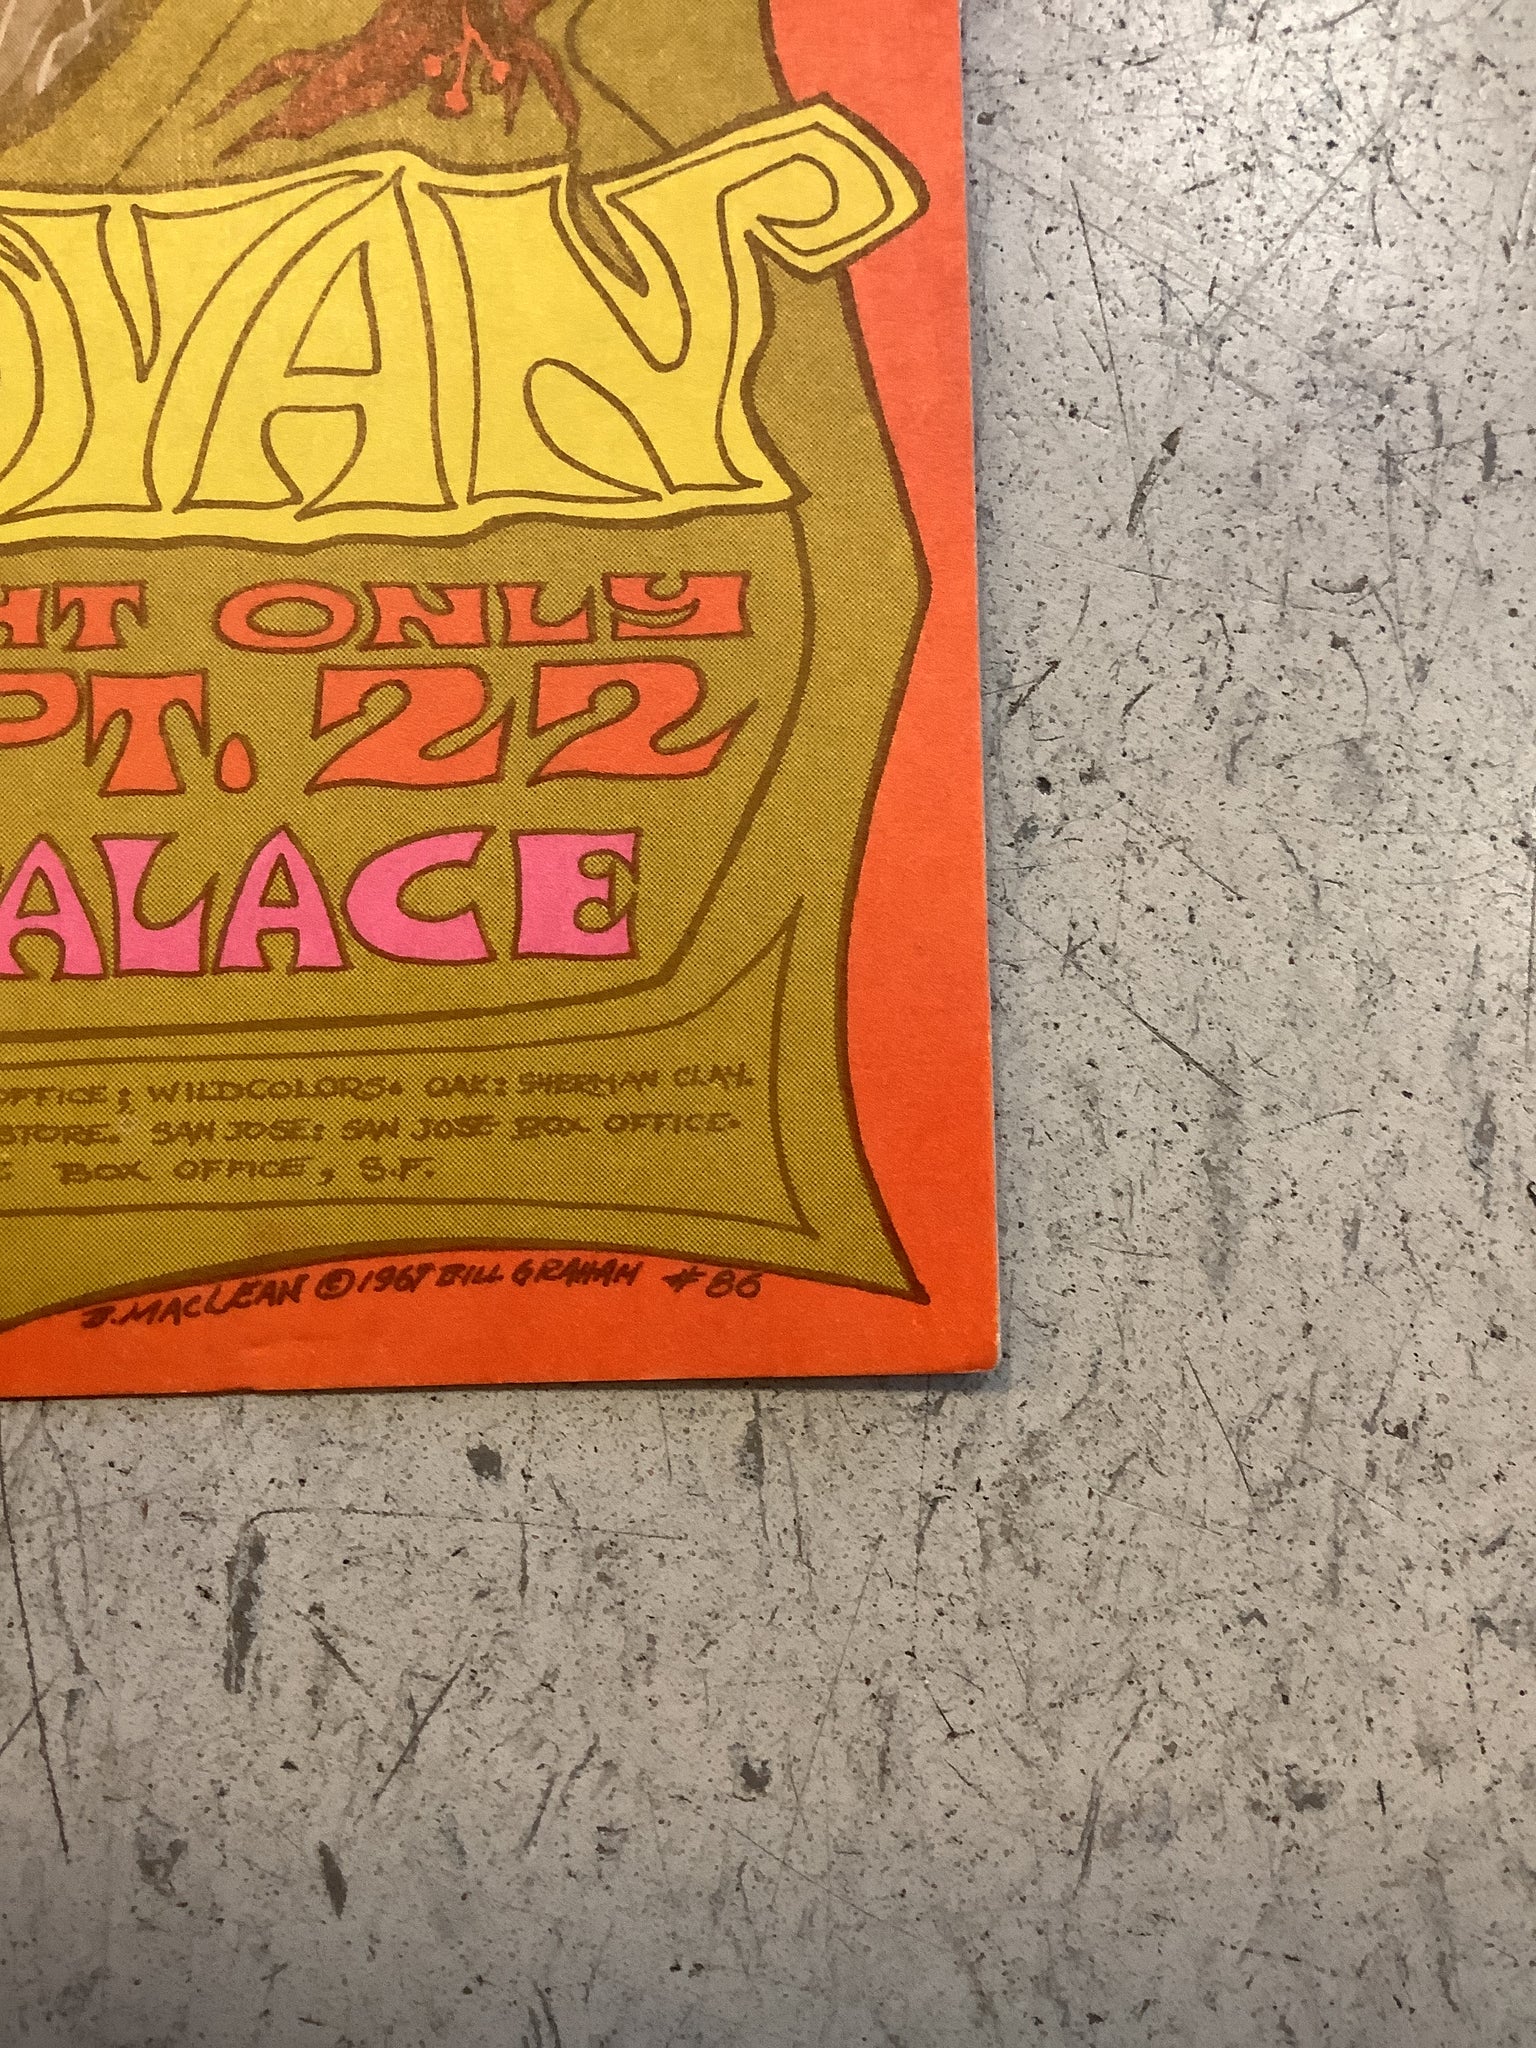 OVAN
HT ONLY
PT. 22
ALACE
OFFICE; WILDCOLORS. OAK: SHERMAN CLAY.
STORE. SAN JOSE: SAN JOSE BOX OFFICE.
E BOX OFFICE, S.F.
B. MACLEAN © 1967 BILL GRAHAM # 86